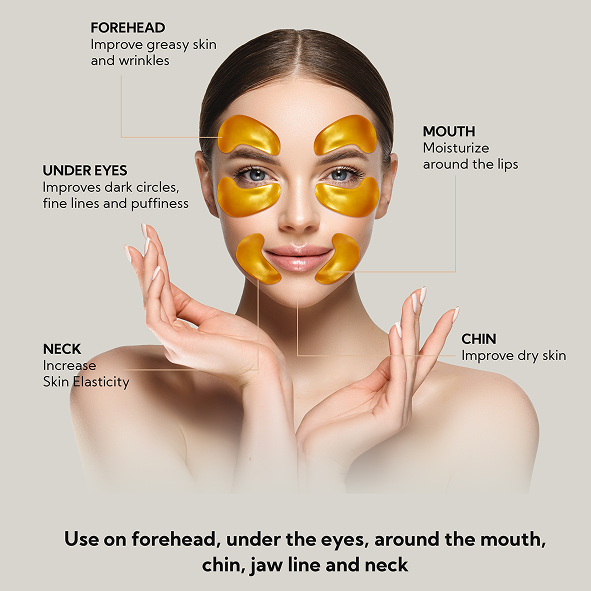 FOREHEAD
Improve greasy skin
and wrinkles
MOUTH
Moisturize
around the lips
UNDER EYES
Improves dark circles,
fine lines and puffiness
NECK
Increase
Skin Elasticity
CHIN
Improve dry skin
Use on forehead, under the eyes, around the mouth,
chin, jaw line and neck